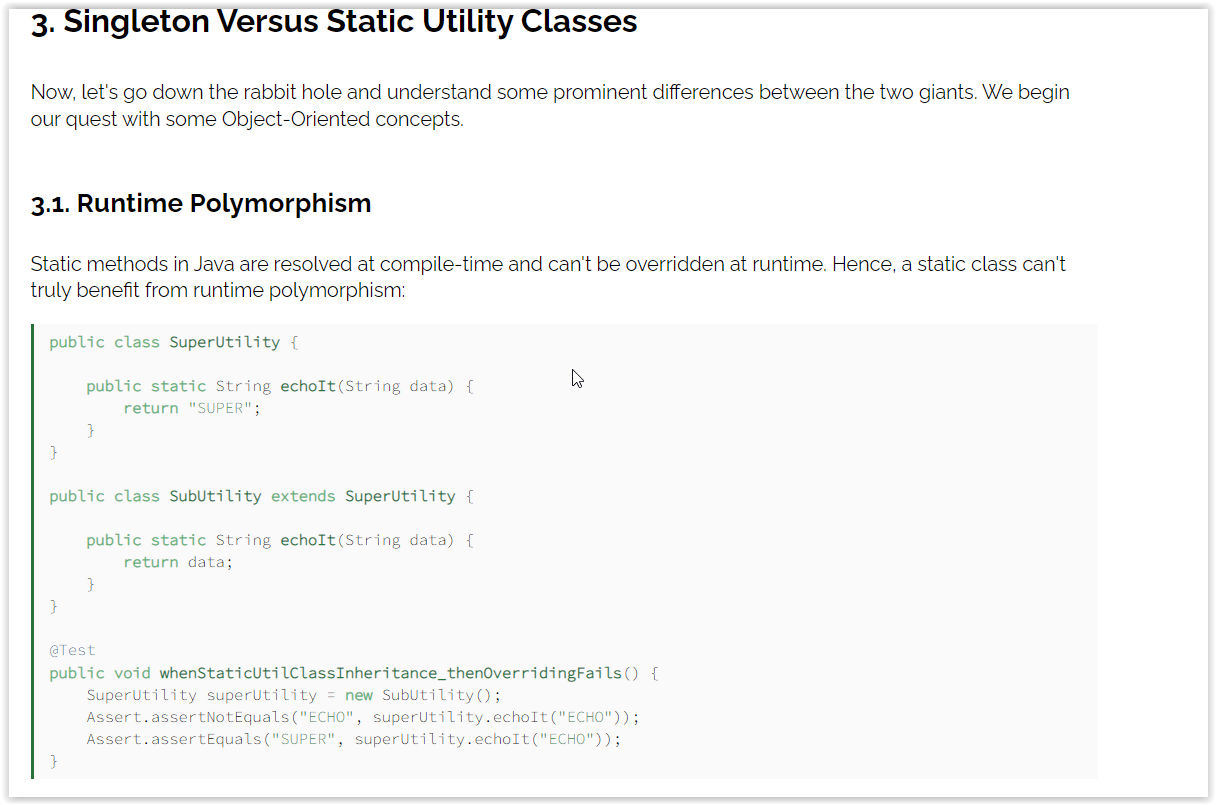 3. Singleton Versus Static Utility Classes
Now, let's go down the rabbit hole and understand some prominent differences between the two giants. We begin
our quest with some Object-Oriented concepts.
3.1. Runtime Polymorphism
Static methods in Java are resolved at compile-time and can't be overridden at runtime. Hence, a static class can't
truly benefit from runtime polymorphism:
public class SuperUtility {
    public static String echoIt(String data) {
        return "SUPER";
    }
}
public class SubUtility extends SuperUtility {
    public static String echoIt(String data) {
        return data;
    }
}
@Test
public void whenStaticUtilClassInheritance_thenOverridingFails() {
    SuperUtility superUtility = new SubUtility();
    Assert.assertNotEquals("ECHO", superUtility.echoIt("ECHO"));
    Assert.assertEquals("SUPER", superUtility.echoIt("ECHO"));
}